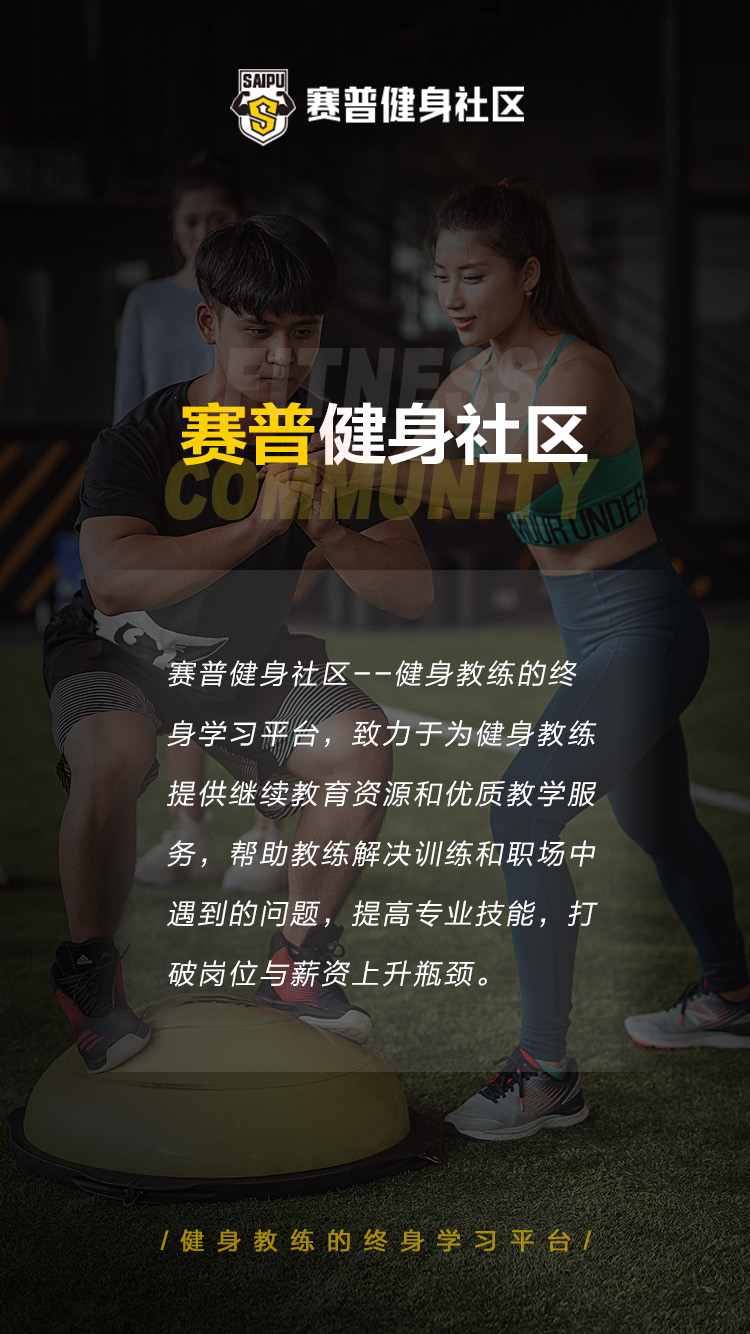 SAIPU
S
赛普健身社区
FITNESS
赛普健身社区
COMMUNITY
OUR UNDER
赛普健身社区--健身教练的终
身学习平台，致力于为健身教练
提供继续教育资源和优质教学服
务，帮助教练解决训练和职场中
遇到的问题，提高专业技能，打
破岗位与薪资上升瓶颈。
/健身教练的终身学习平台/